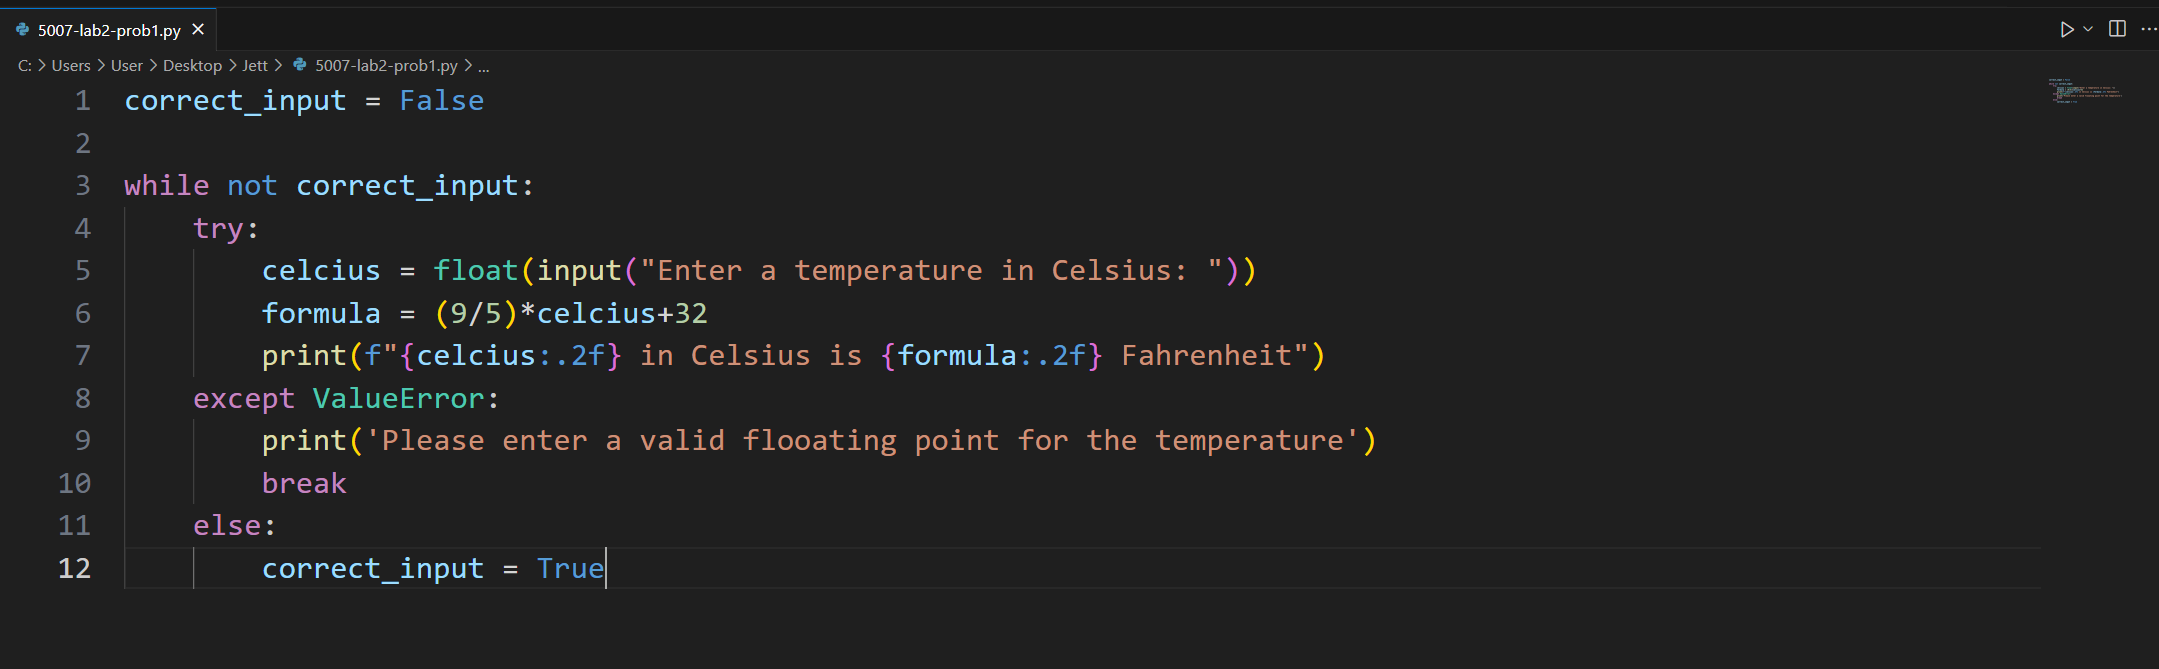 5007-lab2-prob1.py
C: > Users > User > Desktop > Jett > 5007-lab2-prob1.py > ...
1 correct_input = False
2
3 while not correct_input:
4     try:
5         celcius = float(input("Enter a temperature in Celsius: "))
6         formula = (9/5)*celcius+32
7         print(f"{celcius:.2f} in Celsius is {formula:.2f} Fahrenheit")
8     except ValueError:
9         print('Please enter a valid flooating point for the temperature')
10         break
11     else:
12         correct_input = True